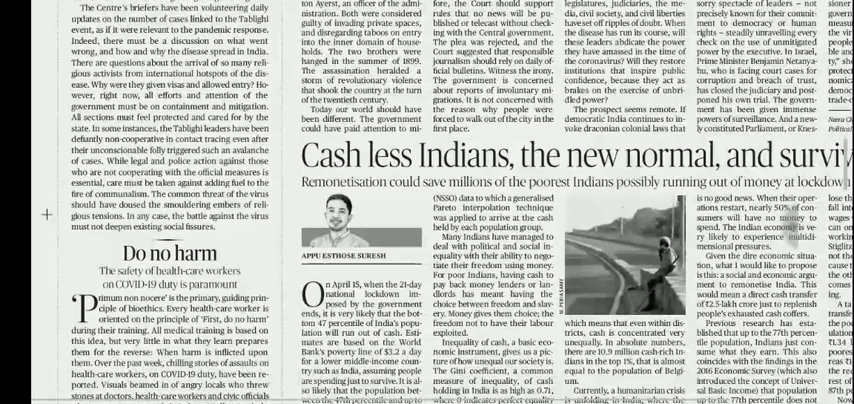 The Centre's briefers have been volunteering daily
updates on the number of cases linked to the Tablighi
event, as if it were relevant to the pandemic response.
Indeed, there must be a discussion on what went
wrong, and how and why the disease spread in India.
There are questions about the arrival of so many reli-
gious activists from international hotspots of the dis-
ease. Why were they given visas and allowed entry? Ho-
wever, right now, all efforts and attention of the
government must be on containment and mitigation.
All sections must feel protected and cared for by the
state. In some instances, the Tablighi leaders have been
defiantly non-cooperative in contact tracing even after
their unconscionable folly triggered such an avalanche
of cases. While legal and police action against those
who are not cooperating with the official measures is
essential, care must be taken against adding fuel to the
fire of communalism. The common threat of the virus
should have doused the smouldering embers of reli-
gious tensions. In any case, the battle against the virus
must not deepen existing social fissures.
Do no harm
The safety of health-care workers
on COVID-19 duty is paramount
'Primum non nocere' is the primary, guiding prin-
ciple of bioethics. Every health-care worker is
oriented on the principle of 'First, do no harm'
during their training. All medical training is based on
this idea, but very little in what they learn prepares
them for the reverse: When harm is inflicted upon
them. Over the past week, chilling stories of assaults on
health-care workers, on COVID-19 duty, have been re-
ported. Visuals beamed in of angry locals who threw
stones at doctors, health-care workers and civic officials
ton Ayerst, an officer of the admi-
nistration. Both were considered
guilty of invading private spaces,
and disregarding taboos on entry
into the inner domain of house-
holds. The two brothers were
hanged in the summer of 1899.
The assassination heralded a
storm of revolutionary violence
that shook the country at the turn
of the twentieth century.
Today our world should have
been different. The government
could have paid attention to mi-
fore, the Court should support
rules that no news will be pu-
blished or telecast without check-
ing with the Central government.
The plea was rejected, and the
Court suggested that responsible
journalism should rely on daily of-
ficial bulletins. Witness the irony.
The government is concerned
about reports of involuntary mi-
grations. It is not concerned with
the reason why people were
forced to walk out of the city in the
first place.
legislatures, judiciaries, the me-
dia, civil society, and civil liberties
have set off ripples of doubt. When
the disease has run its course, will
these leaders abdicate the power
they have amassed in the time of
the coronavirus? Will they restore
institutions that inspire public
confidence, because they act as
brakes on the exercise of unbri-
dled power?
The prospect seems remote. If
democratic India continues to in-
voke draconian colonial laws that
sorry spectacle of leaders – not
precisely known for their commit-
ment to democracy or human
rights – steadily unravelling every
check on the use of unmitigated
power by the executive. In Israel,
Prime Minister Benjamin Netanya-
hu, who is facing court cases for
corruption and breach of trust,
has closed the judiciary and post-
poned his own trial. The govern-
ment has been given immense
powers of surveillance. And a new-
ly constituted Parliament, or Knes-
Cash less Indians, the new normal, and surviv
Remonetisation could save millions of the poorest Indians possibly running out of money at lockdown
APPU ESTHOSE SURESH
On April 15, when the 21-day
national lockdown im-
posed by the government
ends, it is very likely that the bot-
tom 47 percentile of India's popu-
lation will run out of cash. Esti-
mates are based on the World
Bank's poverty line of $3.2 a day
for a lower middle-income coun-
try such as India, assuming people
are spending just to survive. It is al-
so likely that the population bet-
ween the 47th percentile and up to
(NSSO) data to which a generalised
Pareto Interpolation technique
was applied to arrive at the cash
held by each population group.
Many Indians have managed to
deal with political and social in-
equality with their ability to nego-
tiate their freedom using money.
For poor Indians, having cash to
pay back money lenders or lan-
dlords has meant having the
choice between freedom and slav-
ery. Money gives them choice; the
freedom not to have their labour
exploited.
Inequality of cash, a basic eco-
nomic instrument, gives us a pic-
ture of how unequal our society is.
The Gini coefficient, a common
measure of inequality, of cash
holding in India is as high as 0.71,
where 0 indicates perfect equality
which means that even within dis-
tricts, cash is concentrated very
unequally. In absolute numbers,
there are 10.9 million cash-rich In-
dians in the top 1%, that is almost
equal to the population of Belgi-
um.
Currently, a humanitarian crisis
is unfolding in India, where the
is no good news. When their oper-
ations restart, nearly 50% of con-
sumers will have no money to
spend. The Indian economy is ve-
ry likely to experience multidi-
mensional pressures.
Given the dire economic situa-
tion, what I would like to propose
is this: a social and economic argu-
ment to remonetise India. This
would mean a direct cash transfer
of ₹2.5-lakh crore just to replenish
people's exhausted cash coffers.
Previous research has esta-
blished that up to the 77th percen-
tile population, Indians just con-
sume what they earn. This also
coincides with the findings in the
2016 Economic Survey (which also
introduced the concept of Univer-
sal Basic Income) that population
up to the 77th percentile does not